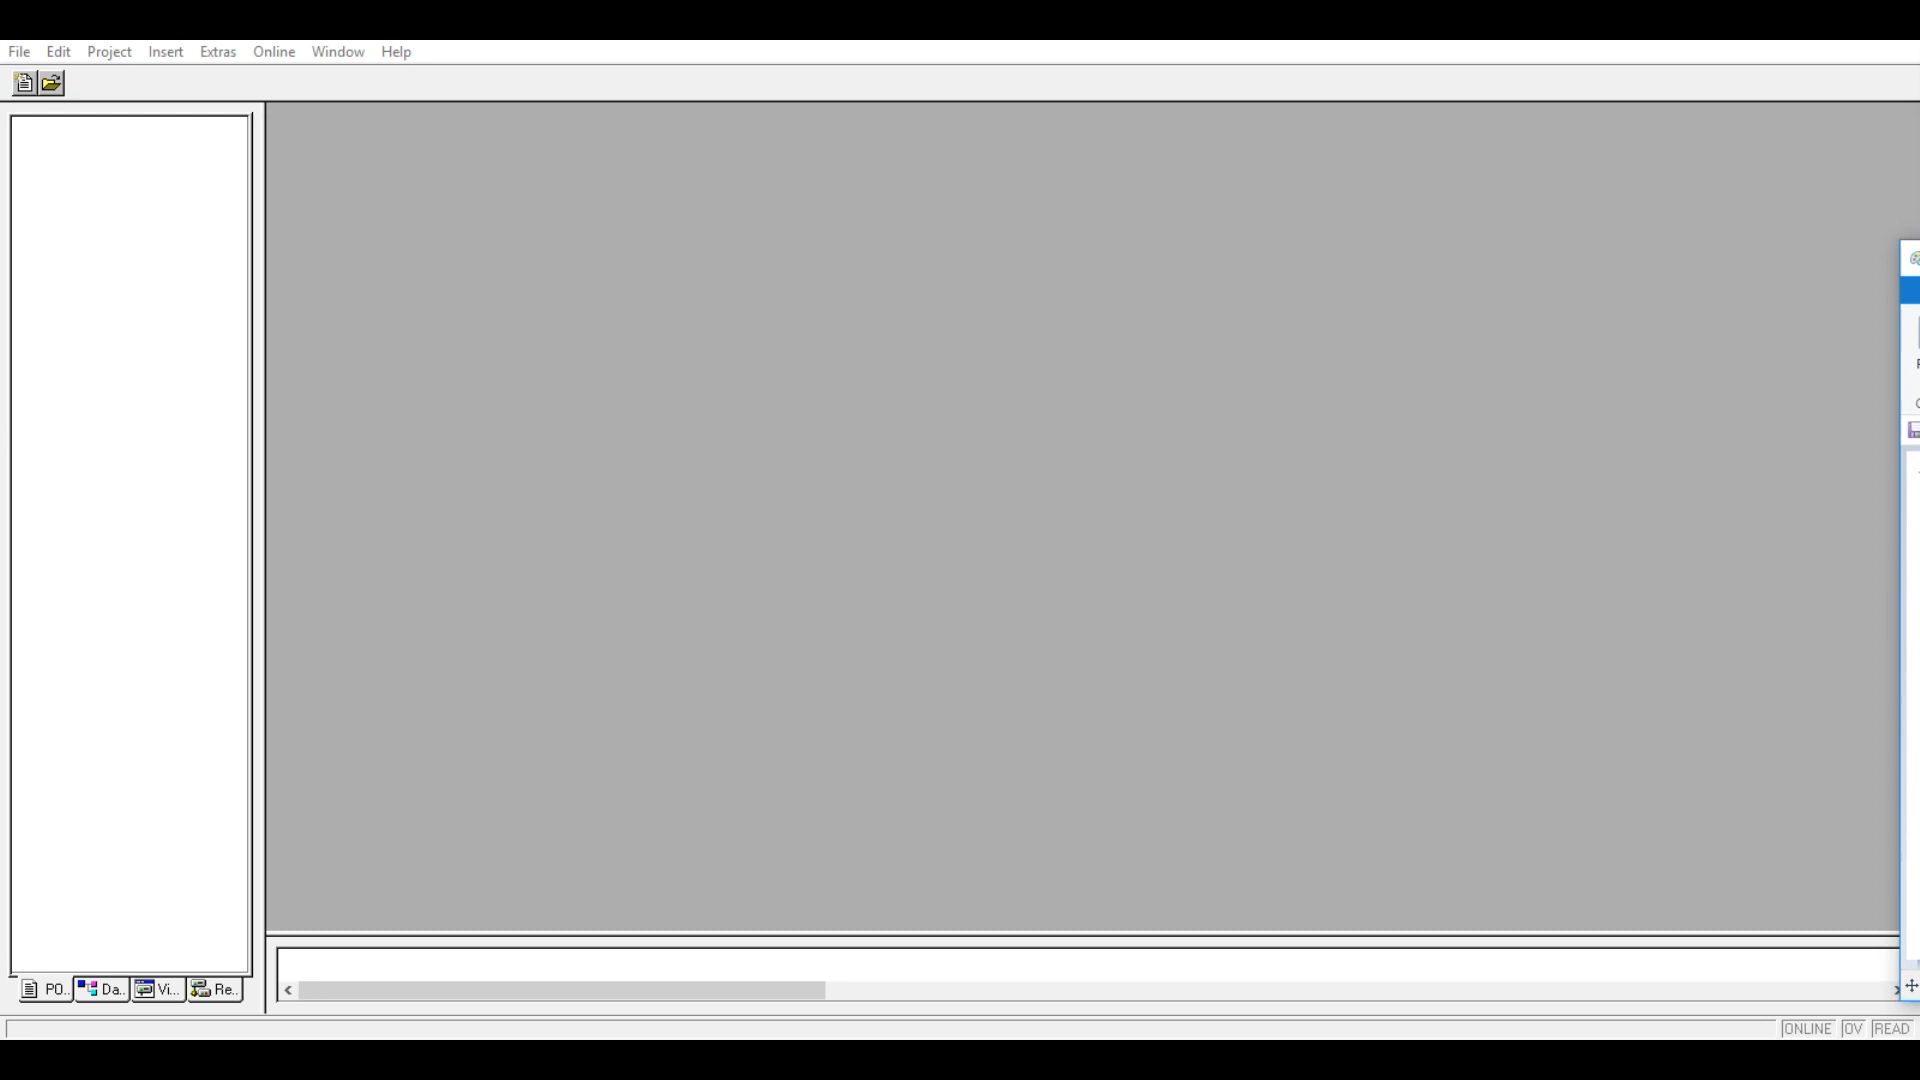 File Edit Project Insert Extras Online Window Help
PO.. Da.. Vi... Re..
ONLINE OV READ